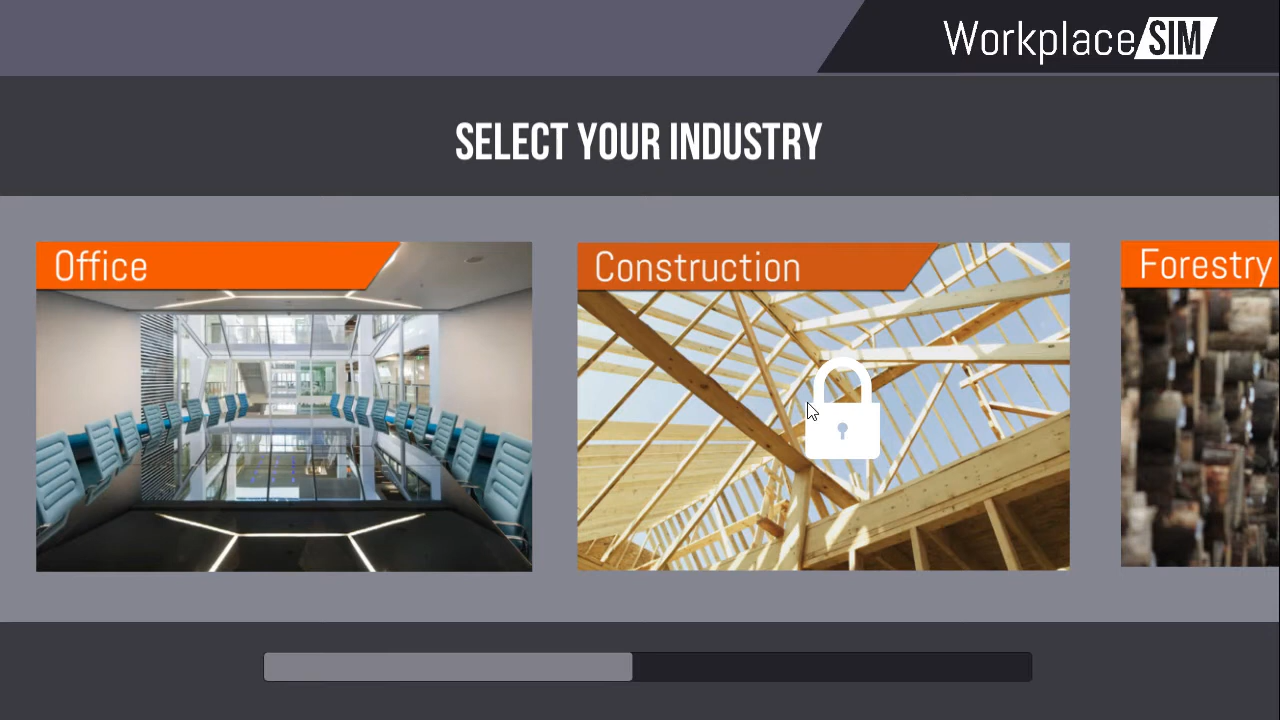 WorkplaceSIM
SELECT YOUR INDUSTRY
Office
Construction
Forestry